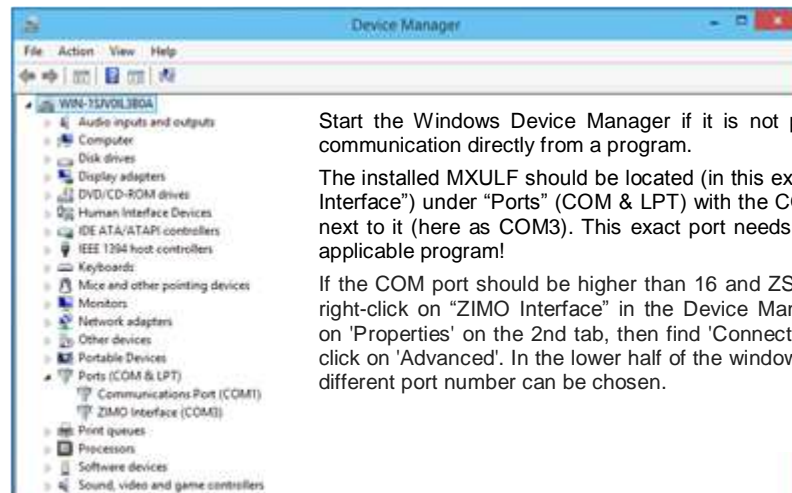 Device Manager
File Action View Help
WIN-1SJV0IL3B0A
Audio inputs and outputs
Computer
Disk drives
Display adapters
DVD/CD-ROM drives
Human Interface Devices
IDE ATA/ATAPI controllers
IEEE 1394 host controllers
Keyboards
Mice and other pointing devices
Monitors
Network adapters
Other devices
Portable Devices
Ports (COM & LPT)
Communications Port (COM1)
ZIMO Interface (COM3)
Print queues
Processors
Software devices
Sound, video and game controllers
Start the Windows Device Manager if it is not p
communication directly from a program.
The installed MXULF should be located (in this ex
Interface”) under “Ports” (COM & LPT) with the CO
next to it (here as COM3). This exact port needs
applicable program!
If the COM port should be higher than 16 and ZS
right-click on “ZIMO Interface” in the Device Mar
on 'Properties' on the 2nd tab, then find 'Connect
click on 'Advanced'. In the lower half of the window
different port number can be chosen.